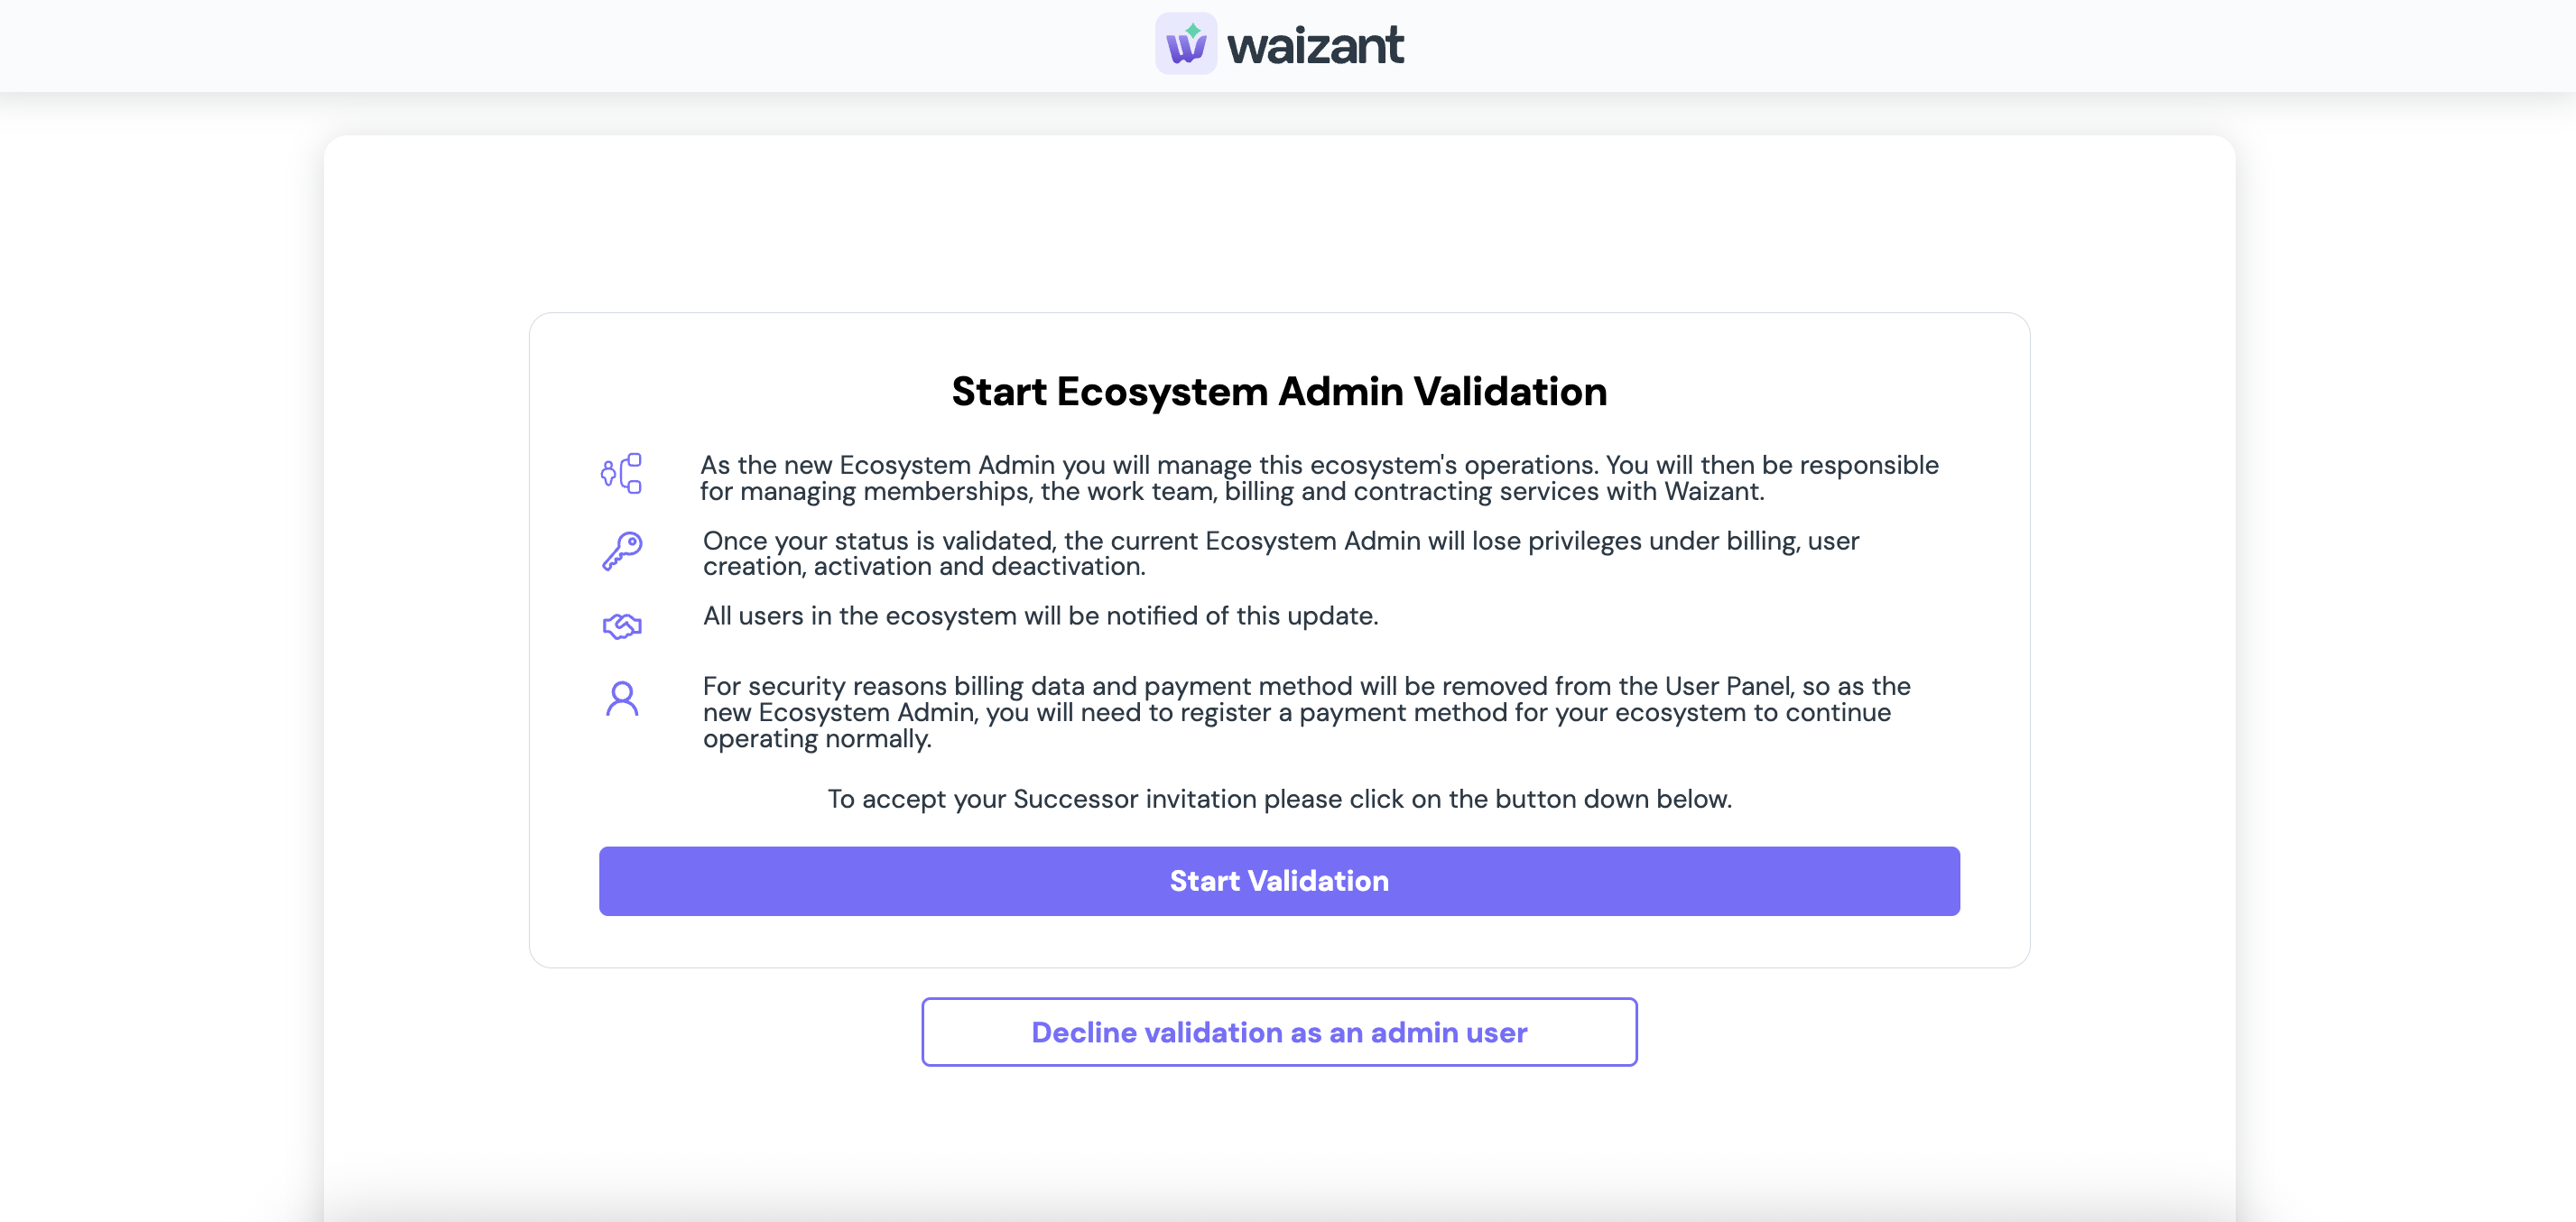 waizant
Start Ecosystem Admin Validation
As the new Ecosystem Admin you will manage this ecosystem's operations. You will then be responsible
for managing memberships, the work team, billing and contracting services with Waizant.
Once your status is validated, the current Ecosystem Admin will lose privileges under billing, user
creation, activation and deactivation.
All users in the ecosystem will be notified of this update.
For security reasons billing data and payment method will be removed from the User Panel, so as the
new Ecosystem Admin, you will need to register a payment method for your ecosystem to continue
operating normally.
To accept your Successor invitation please click on the button down below.
Start Validation
Decline validation as an admin user